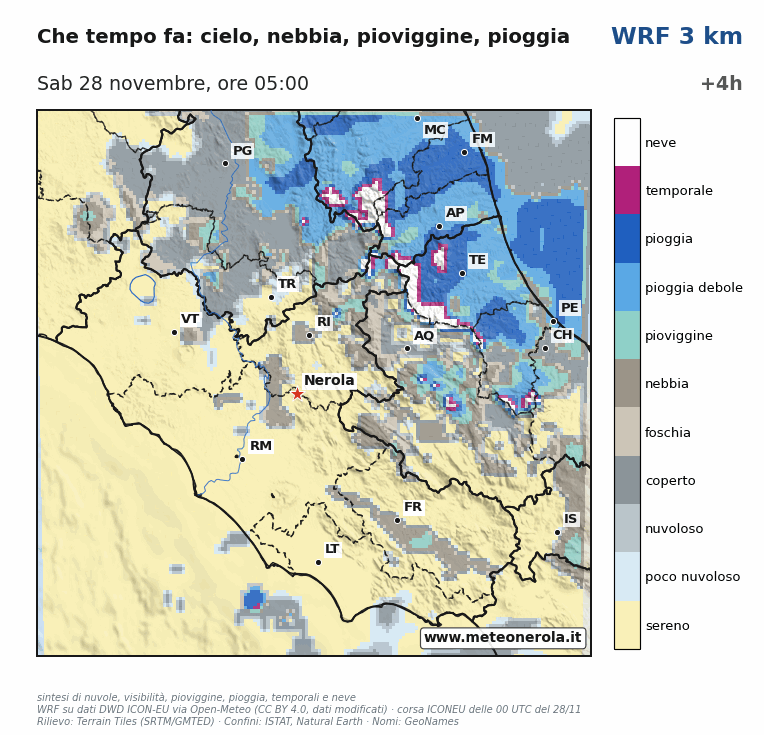 Che tempo fa: cielo, nebbia, pioviggine, pioggia
WRF 3 km
Sab 28 novembre, ore 05:00
+4h
MC
FM
PG
AP
TE
TR
PE
VT
RI
AQ
CH
Nerola
RM
FR
IS
LT
www.meteonerola.it
neve
temporale
pioggia
pioggia debole
pioviggine
nebbia
foschia
coperto
nuvoloso
poco nuvoloso
sereno
sintesi di nuvole, visibilità, pioviggine, pioggia, temporali e neve
WRF su dati DWD ICON-EU via Open-Meteo (CC BY 4.0, dati modificati) · corsa ICONEU delle 00 UTC del 28/11
Rilievo: Terrain Tiles (SRTM/GMTED) · Confini: ISTAT, Natural Earth · Nomi: GeoNames